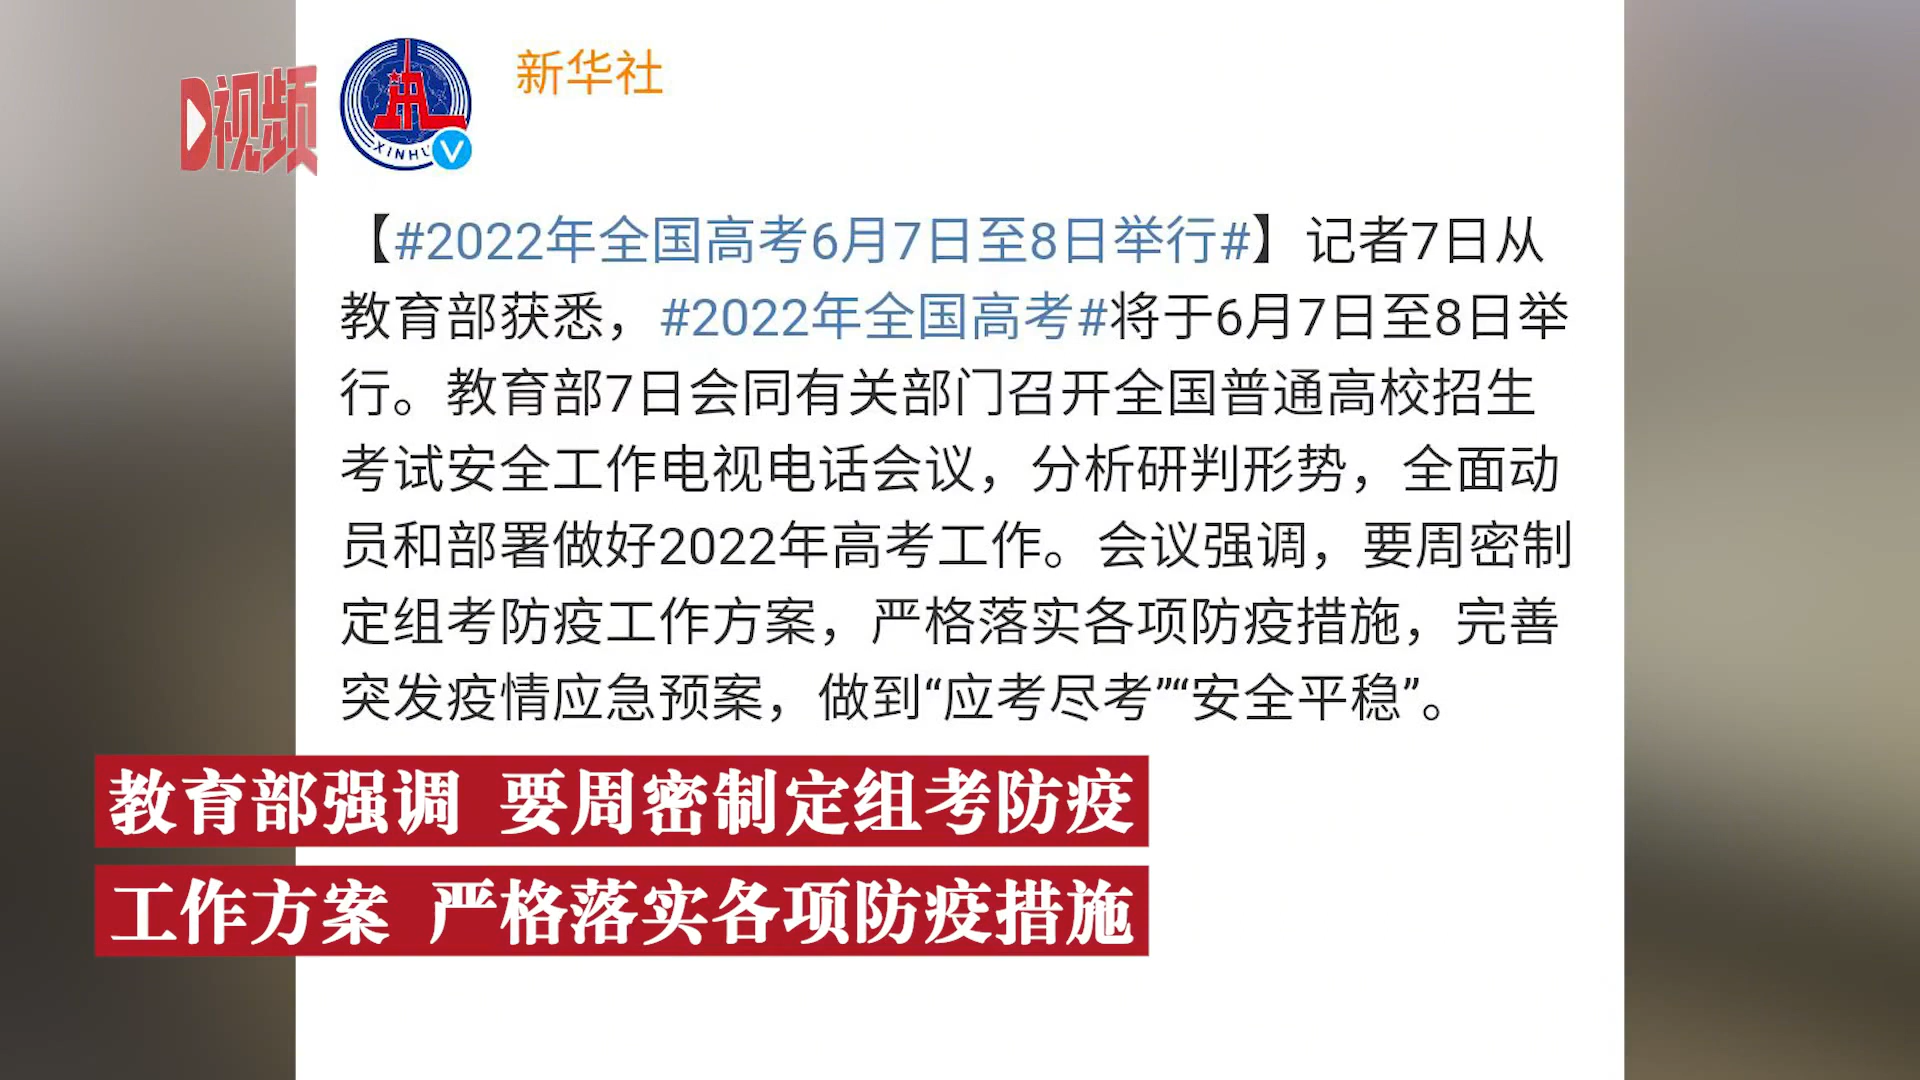 D视频
XINHU
新华社
【#2022年全国高考6月7日至8日举行#】记者7日从
教育部获悉，#2022年全国高考#将于6月7日至8日举
行。教育部7日会同有关部门召开全国普通高校招生
考试安全工作电视电话会议，分析研判形势，全面动
员和部署做好2022年高考工作。会议强调，要周密制
定组考防疫工作方案，严格落实各项防疫措施，完善
突发疫情应急预案，做到“应考尽考”“安全平稳”。
教育部强调 要周密制定组考防疫
工作方案 严格落实各项防疫措施